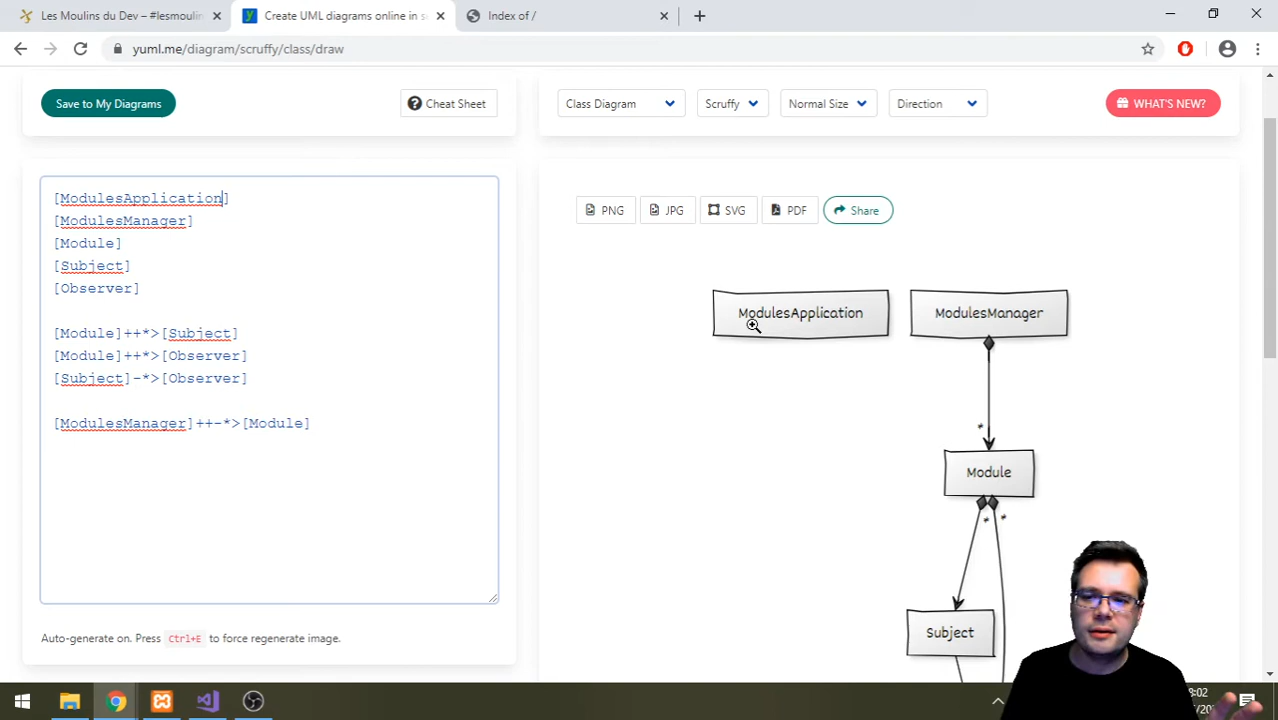 Les Moulins du Dev – #lesmoulin
Create UML diagrams online in s
Index of /
yuml.me/diagram/scruffy/class/draw
Save to My Diagrams
Cheat Sheet
Class Diagram
Scruffy
Normal Size
Direction
WHAT'S NEW?
[ModulesApplication]
[ModulesManager]
[Module]
[Subject]
[Observer]
[Module]++*>[Subject]
[Module]++*>[Observer]
[Subject]-*>[Observer]
[ModulesManager]++-*>[Module]
PNG
JPG
SVG
PDF
Share
ModulesApplication
ModulesManager
*
Module
* *
Subject
Auto-generate on. Press Ctrl+E to force regenerate image.